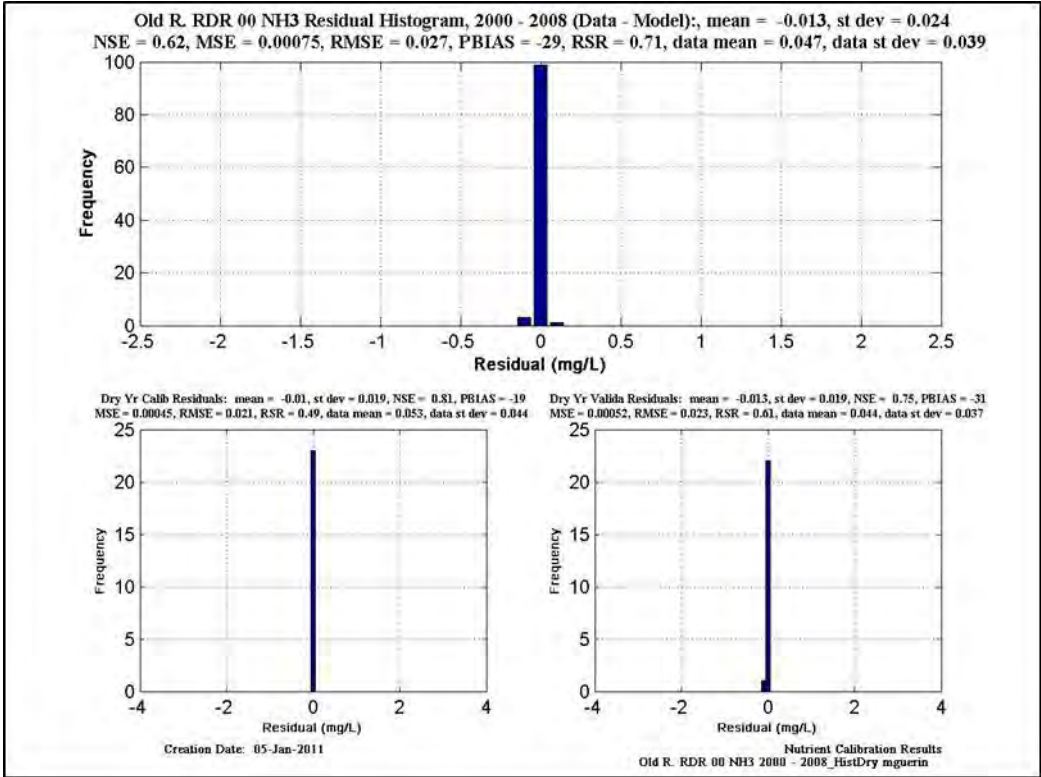 Old R. RDR 00 NH3 Residual Histogram, 2000 - 2008 (Data - Model):, mean = -0.013, st dev = 0.024
NSE = 0.62, MSE = 0.00075, RMSE = 0.027, PBIAS = -29, RSR = 0.71, data mean = 0.047, data st dev = 0.039
100
80
60
40
20
0
Frequency
-2.5 -2 -1.5 -1 -0.5 0 0.5 1 1.5 2 2.5
Residual (mg/L)
Dry Yr Calib Residuals: mean = -0.01, st dev = 0.019, NSE = 0.81, PBIAS = -19
MSE = 0.00045, RMSE = 0.021, RSR = 0.49, data mean = 0.053, data st dev = 0.044
25
20
15
10
5
0
Frequency
-4 -2 0 2 4
Residual (mg/L)
Dry Yr Valida Residuals: mean = -0.013, st dev = 0.019, NSE = 0.75, PBIAS = -31
MSE = 0.00052, RMSE = 0.023, RSR = 0.61, data mean = 0.044, data st dev = 0.037
25
20
15
10
5
0
Frequency
-4 -2 0 2 4
Residual (mg/L)
Creation Date: 05-Jan-2011
Nutrient Calibration Results
Old R. RDR 00 NH3 2000 - 2008_HistDry mguerin